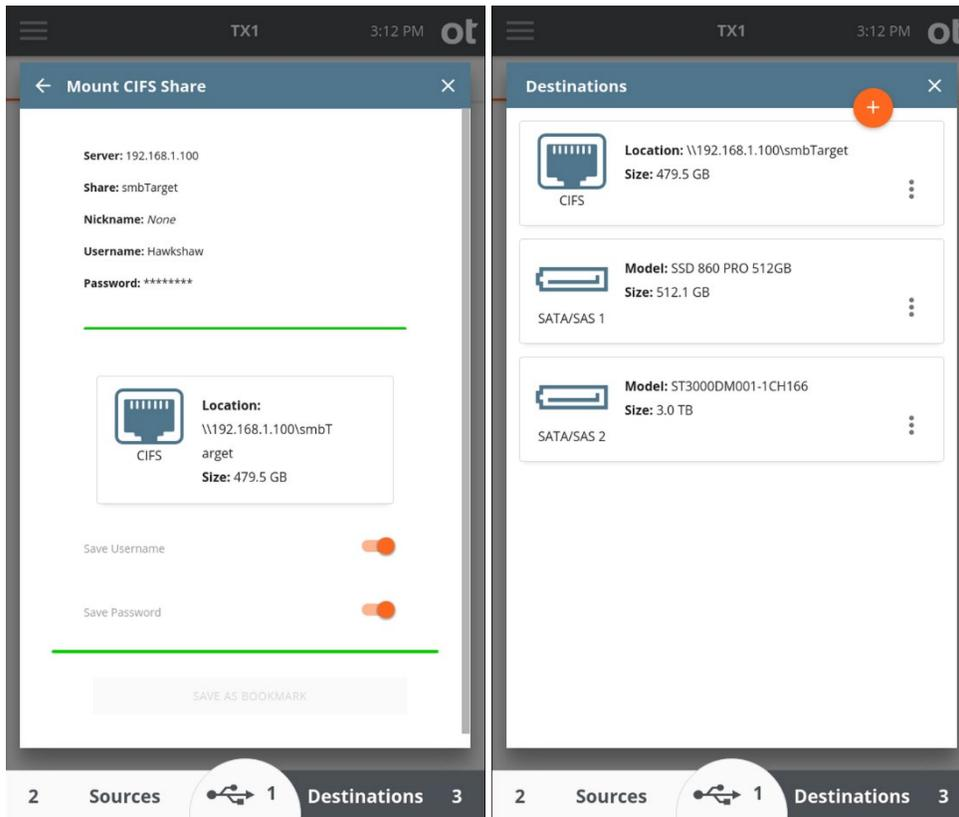 TX1 3:12 PM ot
Mount CIFS Share
Server: 192.168.1.100
Share: smbTarget
Nickname: None
Username: Hawkshaw
Password: ********
CIFS
Location:
\\192.168.1.100\smbT
arget
Size: 479.5 GB
Save Username
Save Password
SAVE AS BOOKMARK
2 Sources 1 Destinations 3
TX1 3:12 PM ot
Destinations
+
CIFS
Location: \\192.168.1.100\smbTarget
Size: 479.5 GB
SATA/SAS 1
Model: SSD 860 PRO 512GB
Size: 512.1 GB
SATA/SAS 2
Model: ST3000DM001-1CH166
Size: 3.0 TB
2 Sources 1 Destinations 3